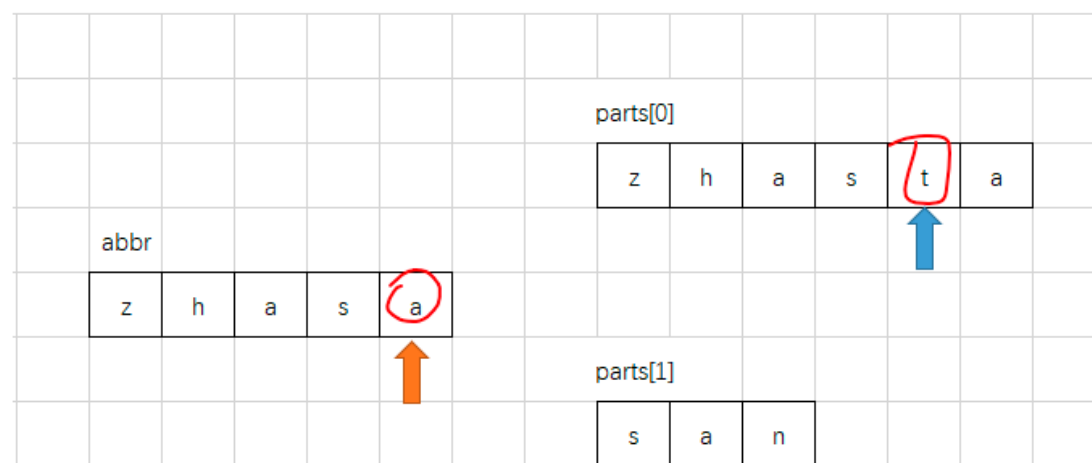 parts[0]
z h a s t a
abbr
z h a s a
parts[1]
s a n